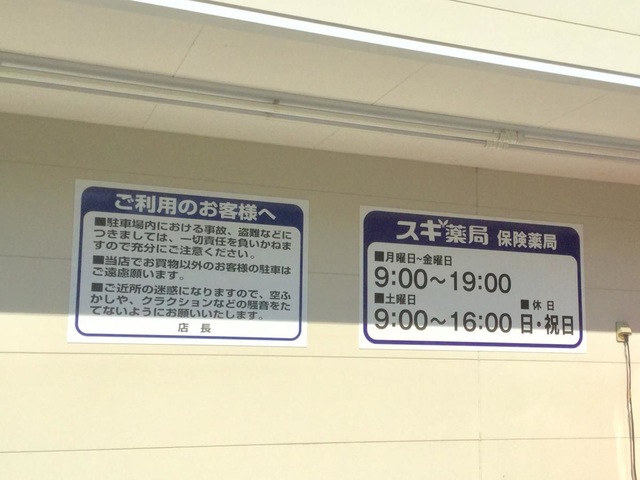 ご利用のお客様へ
■駐車場内における事故、盗難などに
つきましては、一切責任を負いかねま
すので充分にご注意ください。
■当店でお買物以外のお客様の駐車は
ご遠慮願います。
■ご近所の迷惑になりますので、空ふ
かしや、クラクションなどの騒音をた
てないようにお願いいたします。
店長
スギ薬局 保険薬局
■月曜日~金曜日
9:00~19:00
■土曜日
9:00~16:00
■休日
日・祝日